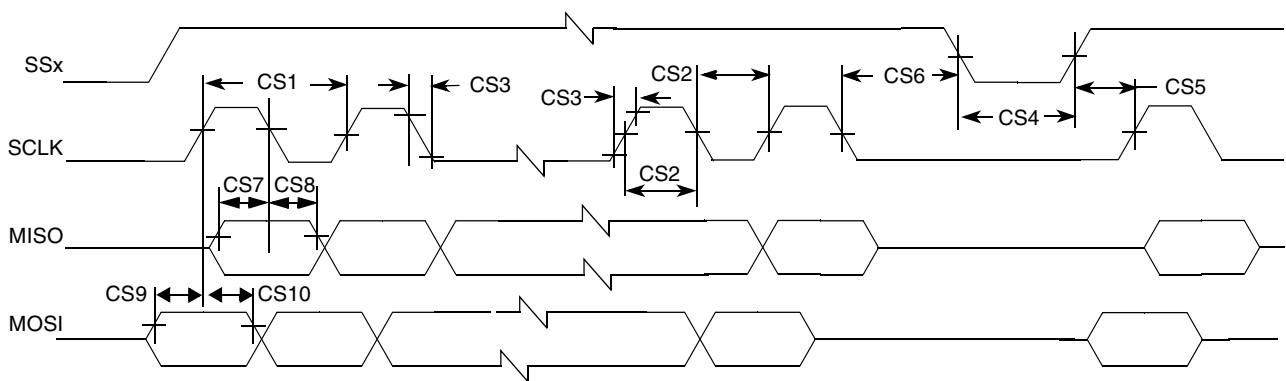 SSx
CS1
CS3
CS3
CS2
CS6
CS4
CS5
SCLK
CS7
CS8
CS2
MISO
CS9
CS10
MOSI